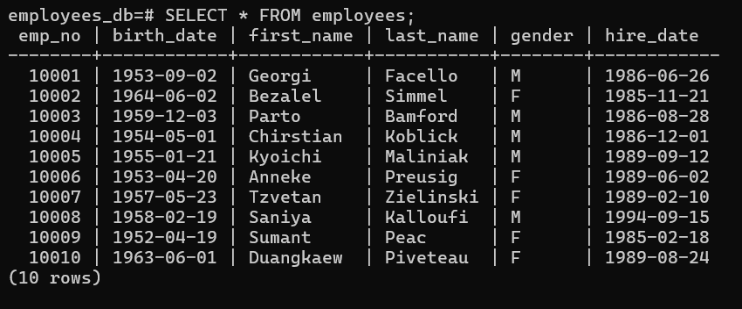 employees_db=# SELECT * FROM employees;
 emp_no | birth_date | first_name | last_name | gender | hire_date
--------+------------+------------+-----------+--------+------------
  10001 | 1953-09-02 | Georgi     | Facello   | M      | 1986-06-26
  10002 | 1964-06-02 | Bezalel    | Simmel    | F      | 1985-11-21
  10003 | 1959-12-03 | Parto      | Bamford   | M      | 1986-08-28
  10004 | 1954-05-01 | Chirstian  | Koblick   | M      | 1986-12-01
  10005 | 1955-01-21 | Kyoichi    | Maliniak  | M      | 1989-09-12
  10006 | 1953-04-20 | Anneke     | Preusig   | F      | 1989-06-02
  10007 | 1957-05-23 | Tzvetan    | Zielinski | F      | 1989-02-10
  10008 | 1958-02-19 | Saniya     | Kalloufi  | M      | 1994-09-15
  10009 | 1952-04-19 | Sumant     | Peac      | F      | 1985-02-18
  10010 | 1963-06-01 | Duangkaew  | Piveteau  | F      | 1989-08-24
(10 rows)